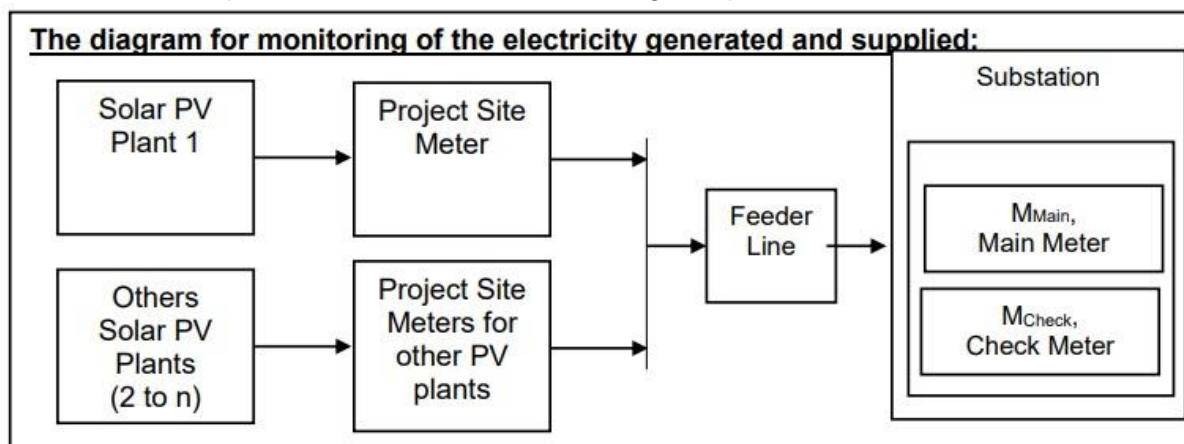 The diagram for monitoring of the electricity generated and supplied:
Solar PV
Plant 1
Project Site
Meter
Others
Solar PV
Plants
(2 to n)
Project Site
Meters for
other PV
plants
Feeder
Line
Substation
MMain,
Main Meter
MCheck,
Check Meter